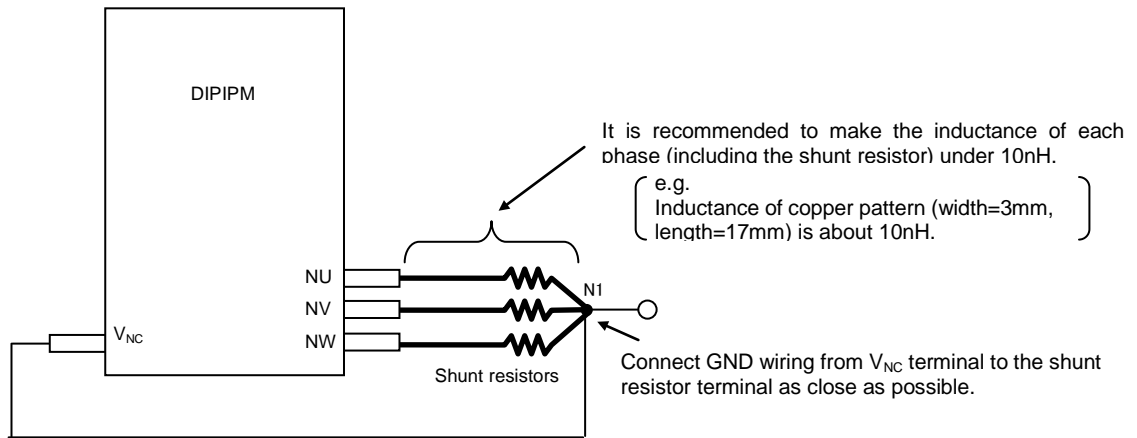 DIPIPM
It is recommended to make the inductance of each
phase (including the shunt resistor) under 10nH.
e.g.
Inductance of copper pattern (width=3mm,
length=17mm) is about 10nH.
NU
N1
NV
VNC
NW
Shunt resistors
Connect GND wiring from VNC terminal to the shunt
resistor terminal as close as possible.